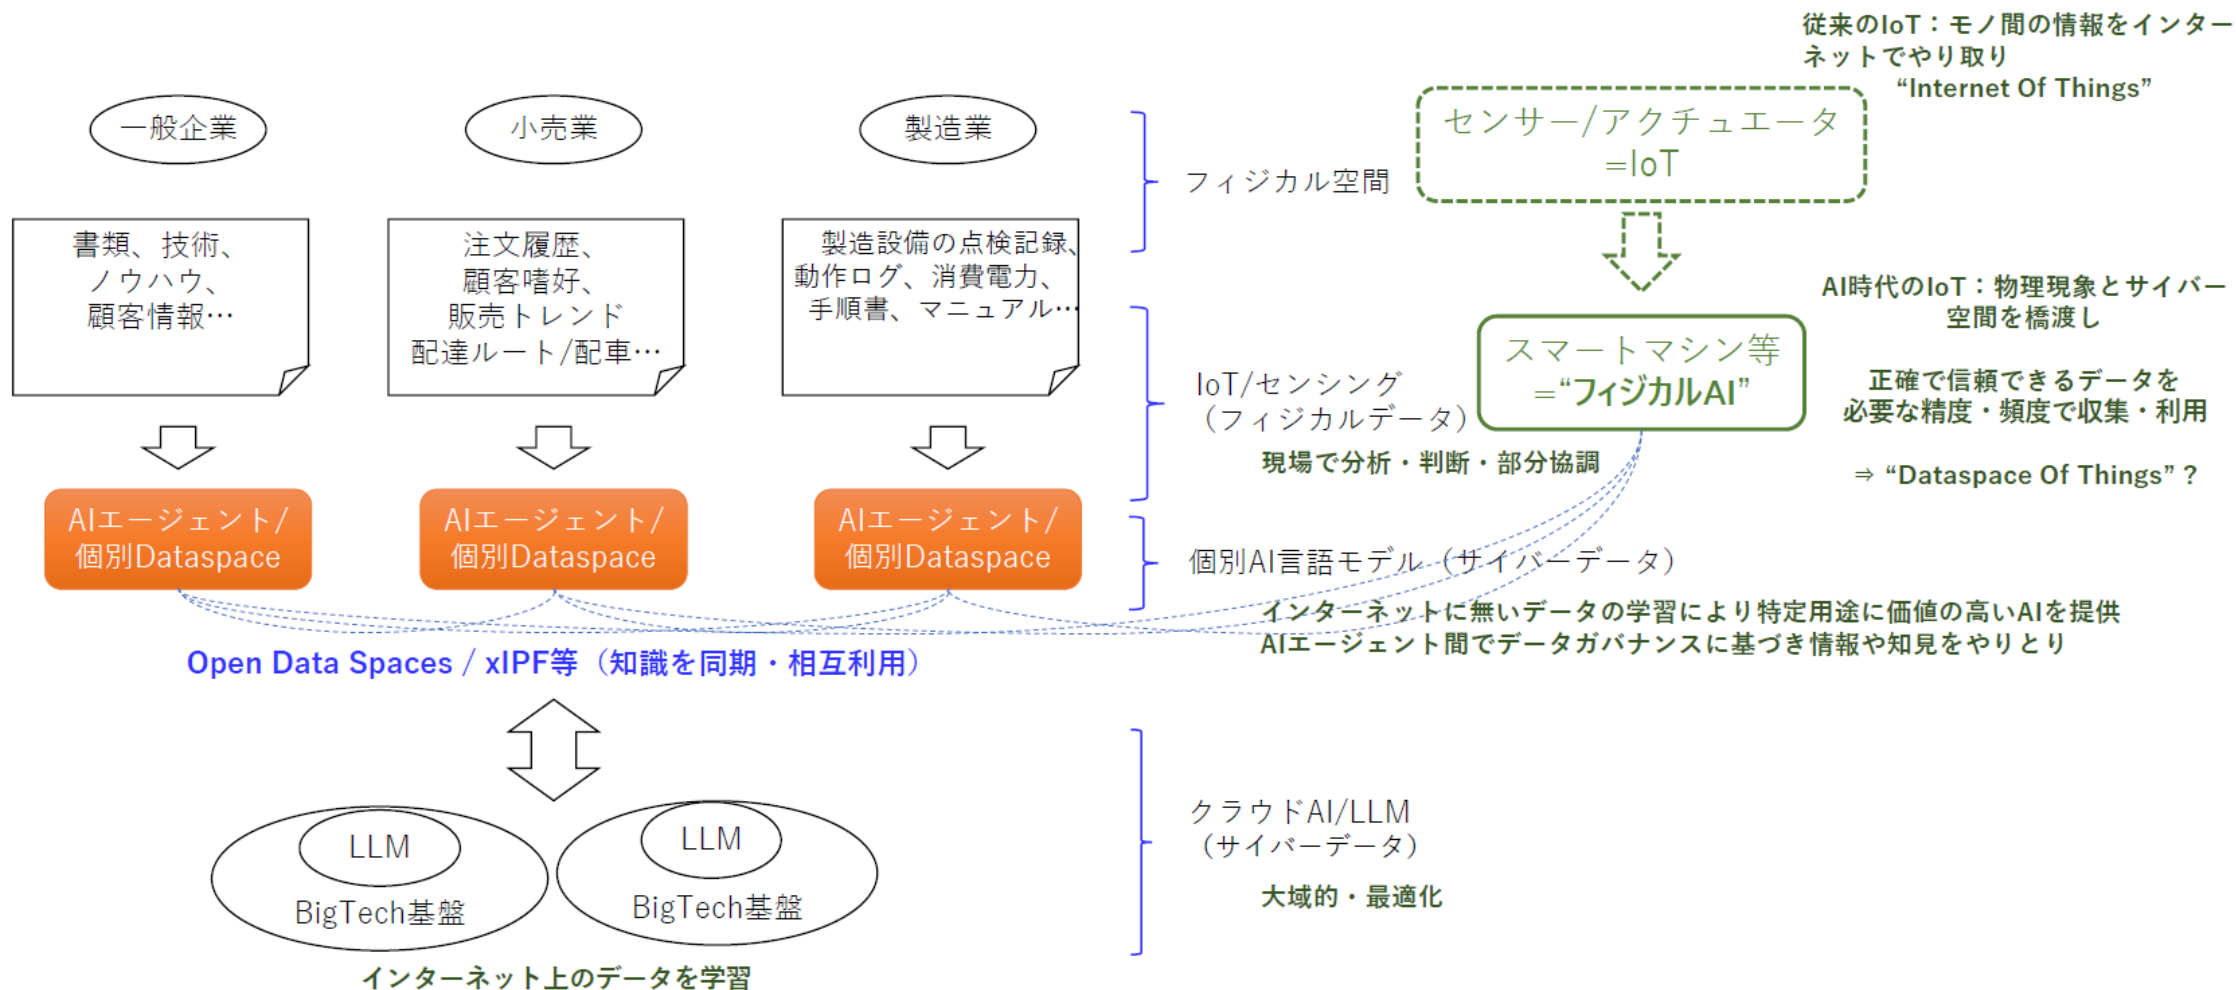 従来のIoT：モノ間の情報をインター
ネットでやり取り
“Internet Of Things”
一般企業
小売業
製造業
フィジカル空間
センサー/アクチュエータ
=IoT
書類、技術、
ノウハウ、
顧客情報…
注文履歴、
顧客嗜好、
販売トレンド
配達ルート/配車…
製造設備の点検記録、
動作ログ、消費電力、
手順書、マニュアル…
AI時代のIoT：物理現象とサイバー
空間を橋渡し
正確で信頼できるデータを
必要な精度・頻度で収集・利用
⇒ “Dataspace Of Things”？
IoT/センシング
（フィジカルデータ）
現場で分析・判断・部分協調
スマートマシン等
=“フィジカルAI”
AIエージェント/
個別Dataspace
AIエージェント/
個別Dataspace
AIエージェント/
個別Dataspace
個別AI言語モデル（サイバーデータ）
インターネットに無いデータの学習により特定用途に価値の高いAIを提供
AIエージェント間でデータガバナンスに基づき情報や知見をやりとり
Open Data Spaces / xIPF等（知識を同期・相互利用）
LLM
BigTech基盤
LLM
BigTech基盤
クラウドAI/LLM
（サイバーデータ）
大域的・最適化
インターネット上のデータを学習